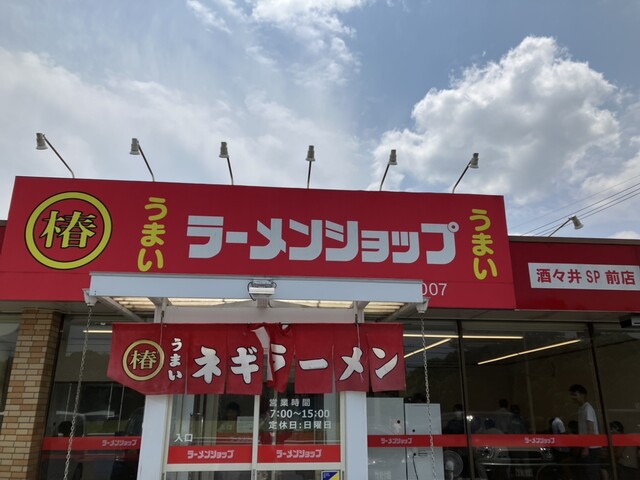 椿
うまい
ラーメンショップ
うまい
007
酒々井SP前店
椿
うまい
ネギラーメン
営業時間
7:00~15:00
定休日:日曜日
入口
ラーメンショップ
ラーメンショップ
ラーメンショップ
ラーメンショップ
ラーメンショップ